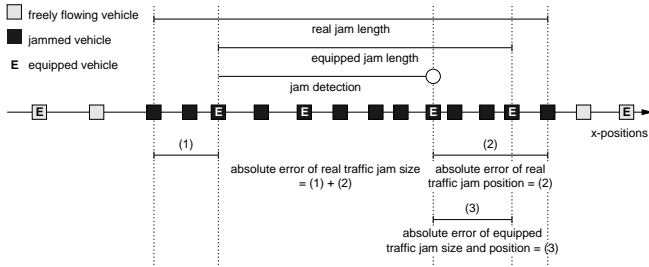 freely flowing vehicle
jammed vehicle
E equipped vehicle
real jam length
equipped jam length
jam detection
E E E E E E
x-positions
(1)
(2)
absolute error of real traffic jam size
= (1) + (2)
absolute error of real
traffic jam position = (2)
(3)
absolute error of equipped
traffic jam size and position = (3)